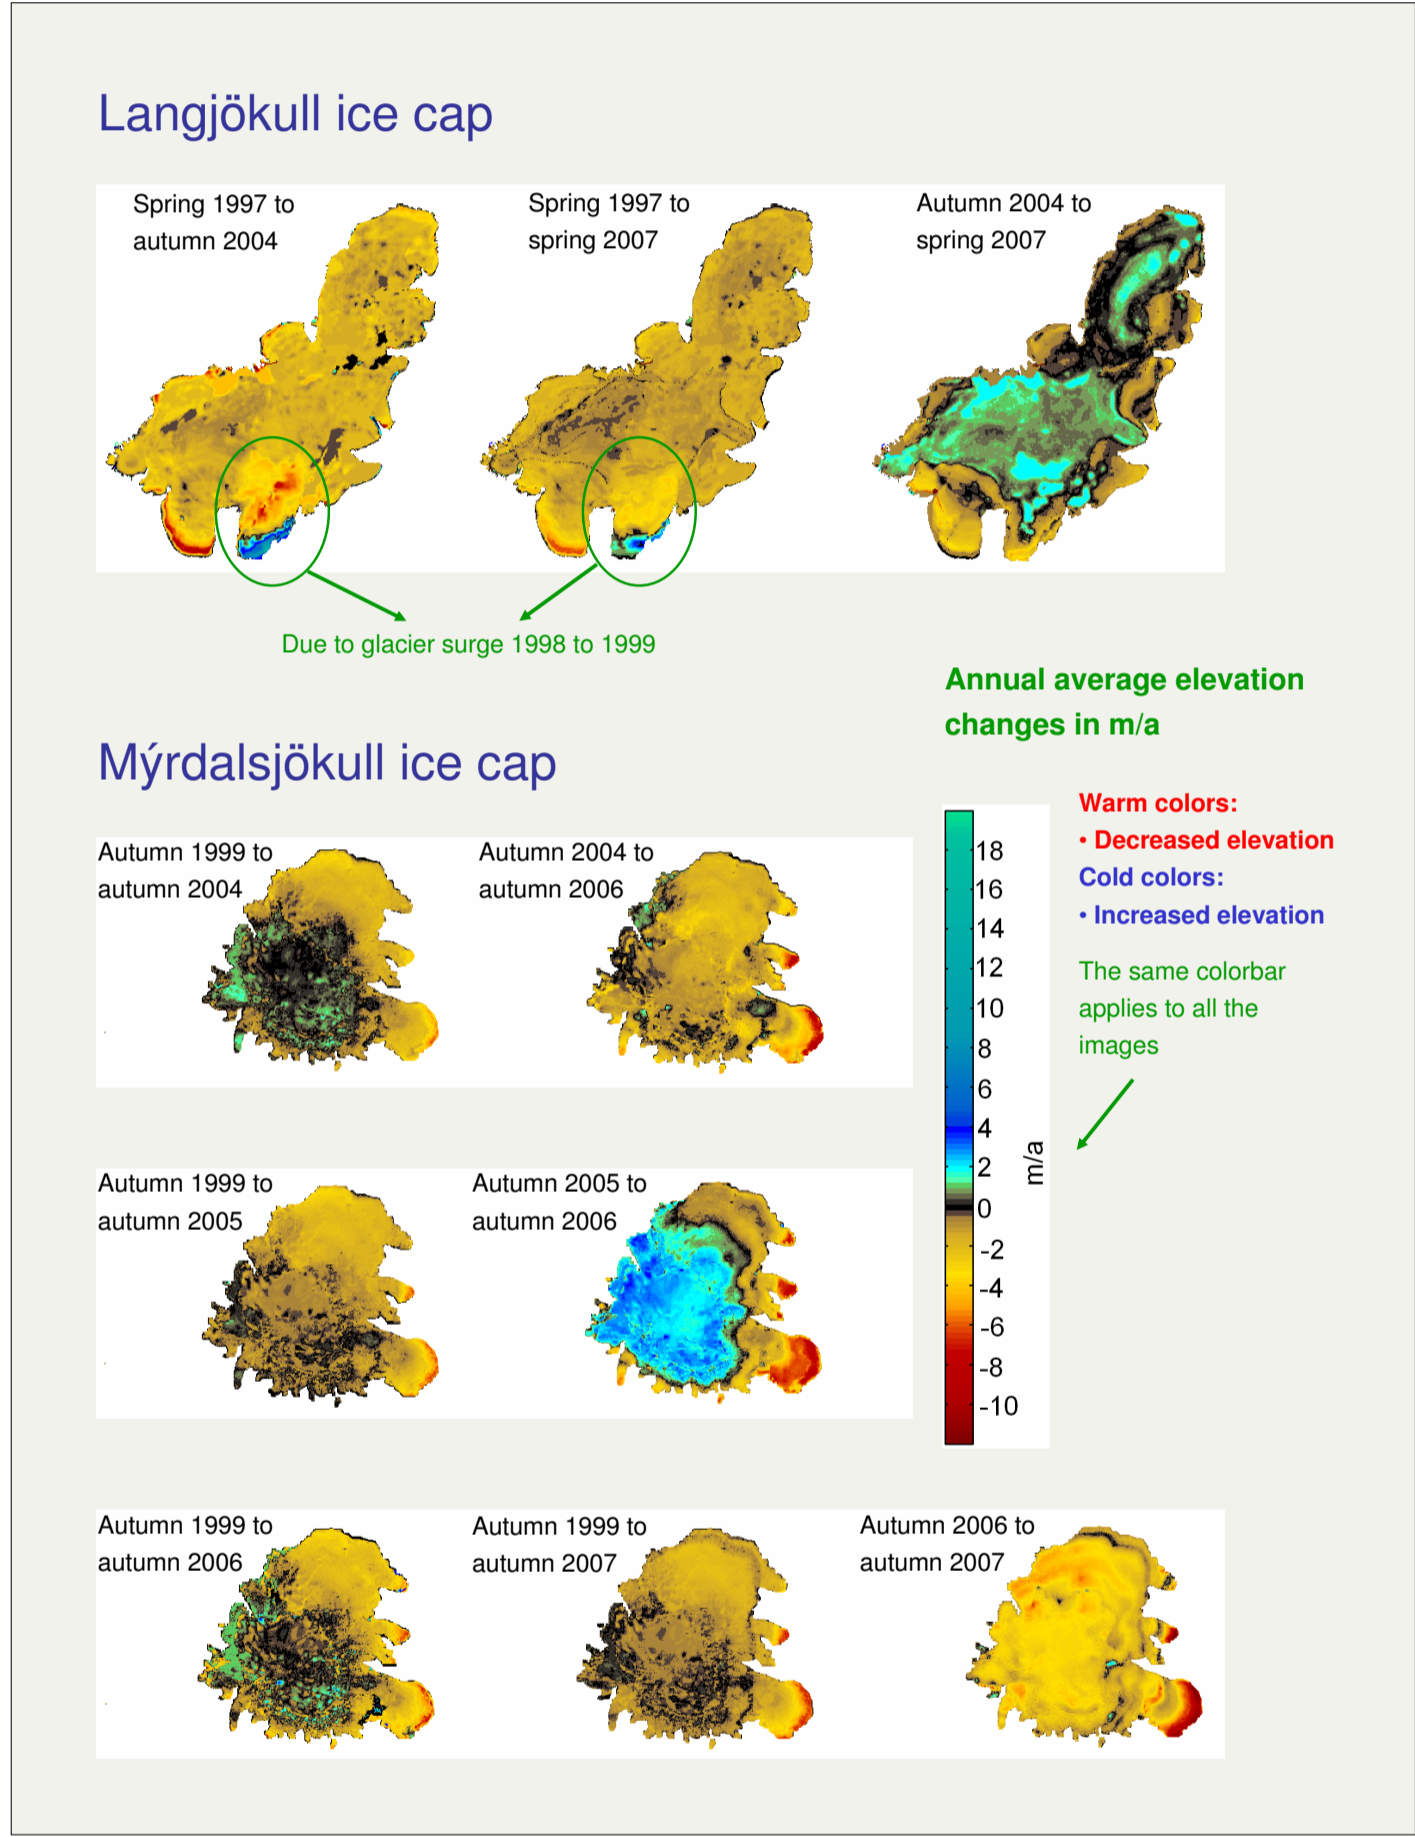 Langjökull ice cap
Spring 1997 to
autumn 2004
Spring 1997 to
spring 2007
Autumn 2004 to
spring 2007
Due to glacier surge 1998 to 1999
Annual average elevation
changes in m/a
Mýrdalsjökull ice cap
Autumn 1999 to
autumn 2004
Autumn 2004 to
autumn 2006
Autumn 1999 to
autumn 2005
Autumn 2005 to
autumn 2006
Autumn 1999 to
autumn 2006
Autumn 1999 to
autumn 2007
Autumn 2006 to
autumn 2007
18
16
14
12
10
8
6
4
2
0
-2
-4
-6
-8
-10
m/a
Warm colors:
• Decreased elevation
Cold colors:
• Increased elevation
The same colorbar
applies to all the
images